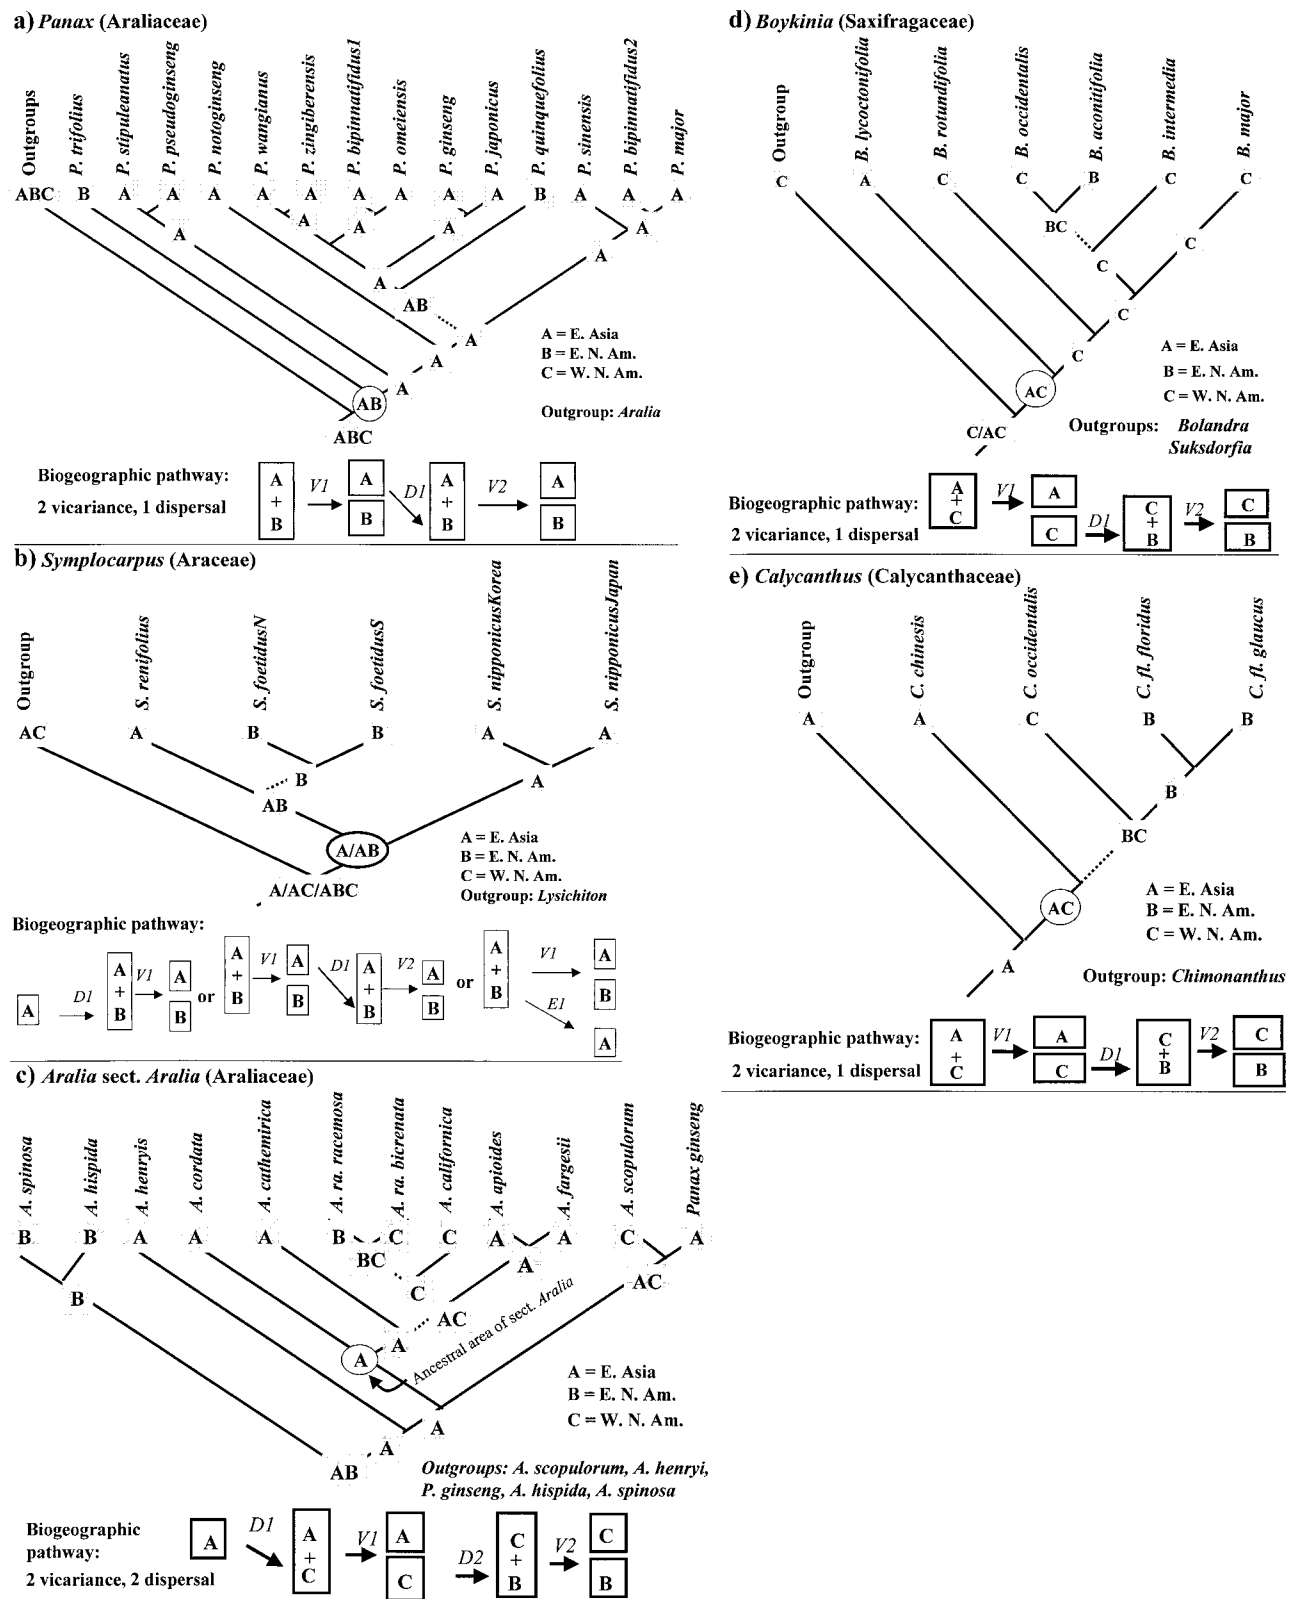 a) Panax (Araliaceae)
Outgroups
P. trifolius
P. stipuleanatus
P. pseudoginseng
P. notoginseng
P. wangianus
P. zingiberensis
P. bipinnatifidus1
P. omeiensis
P. ginseng
P. japonicus
P. quinquefolius
P. sinensis
P. bipinnatifidus2
P. major
ABC B A A A A A A A A A B A A A
A A A A A
A A
A
AB
A
A
A
AB
ABC
A = E. Asia
B = E. N. Am.
C = W. N. Am.
Outgroup: Aralia
Biogeographic pathway:
2 vicariance, 1 dispersal
A
+
B
V1
A
B
D1
A
+
B
V2
A
B
b) Symplocarpus (Araceae)
Outgroup
S. renifolius
S. foetidusN
S. foetidusS
S. nipponicusKorea
S. nipponicusJapan
AC A B B A A
B A
AB
A/AB
A/AC/ABC
A = E. Asia
B = E. N. Am.
C = W. N. Am.
Outgroup: Lysichiton
Biogeographic pathway:
A
D1
A
+
B
V1
A
B
or
A
+
B
V1
A
B
D1
A
+
B
V2
A
B
or
A
+
B
V1
E1
A
B
A
c) Aralia sect. Aralia (Araliaceae)
A. spinosa
A. hispida
A. henryis
A. cordata
A. cathemirica
A. ra. racemosa
A. ra. bicrenata
A. californica
A. apioides
A. fargesii
A. scopulorum
Panax ginseng
B B A A A B C C A A C A
BC A
B C AC
AC
A
A
Ancestral area of sect. Aralia
A
A
AB
A = E. Asia
B = E. N. Am.
C = W. N. Am.
Outgroups: A. scopulorum, A. henryi,
P. ginseng, A. hispida, A. spinosa
Biogeographic
pathway:
2 vicariance, 2 dispersal
A
D1
A
+
C
V1
A
C
D2
C
+
B
V2
C
B
d) Boykinia (Saxifragaceae)
Outgroup
B. lycoctonifolia
B. rotundifolia
B. occidentalis
B. aconitifolia
B. intermedia
B. major
C A C C B C C
BC
C
C
C
C
AC
C/AC
A = E. Asia
B = E. N. Am.
C = W. N. Am.
Outgroups: Bolandra
Suksdorfia
Biogeographic pathway:
2 vicariance, 1 dispersal
A
+
C
V1
A
C
D1
C
+
B
V2
C
B
e) Calycanthus (Calycanthaceae)
Outgroup
C. chinesis
C. occidentalis
C. fl. floridus
C. fl. glaucus
A A C B B
B
BC
AC
A
A = E. Asia
B = E. N. Am.
C = W. N. Am.
Outgroup: Chimonanthus
Biogeographic pathway:
2 vicariance, 1 dispersal
A
+
C
V1
A
C
D1
C
+
B
V2
C
B